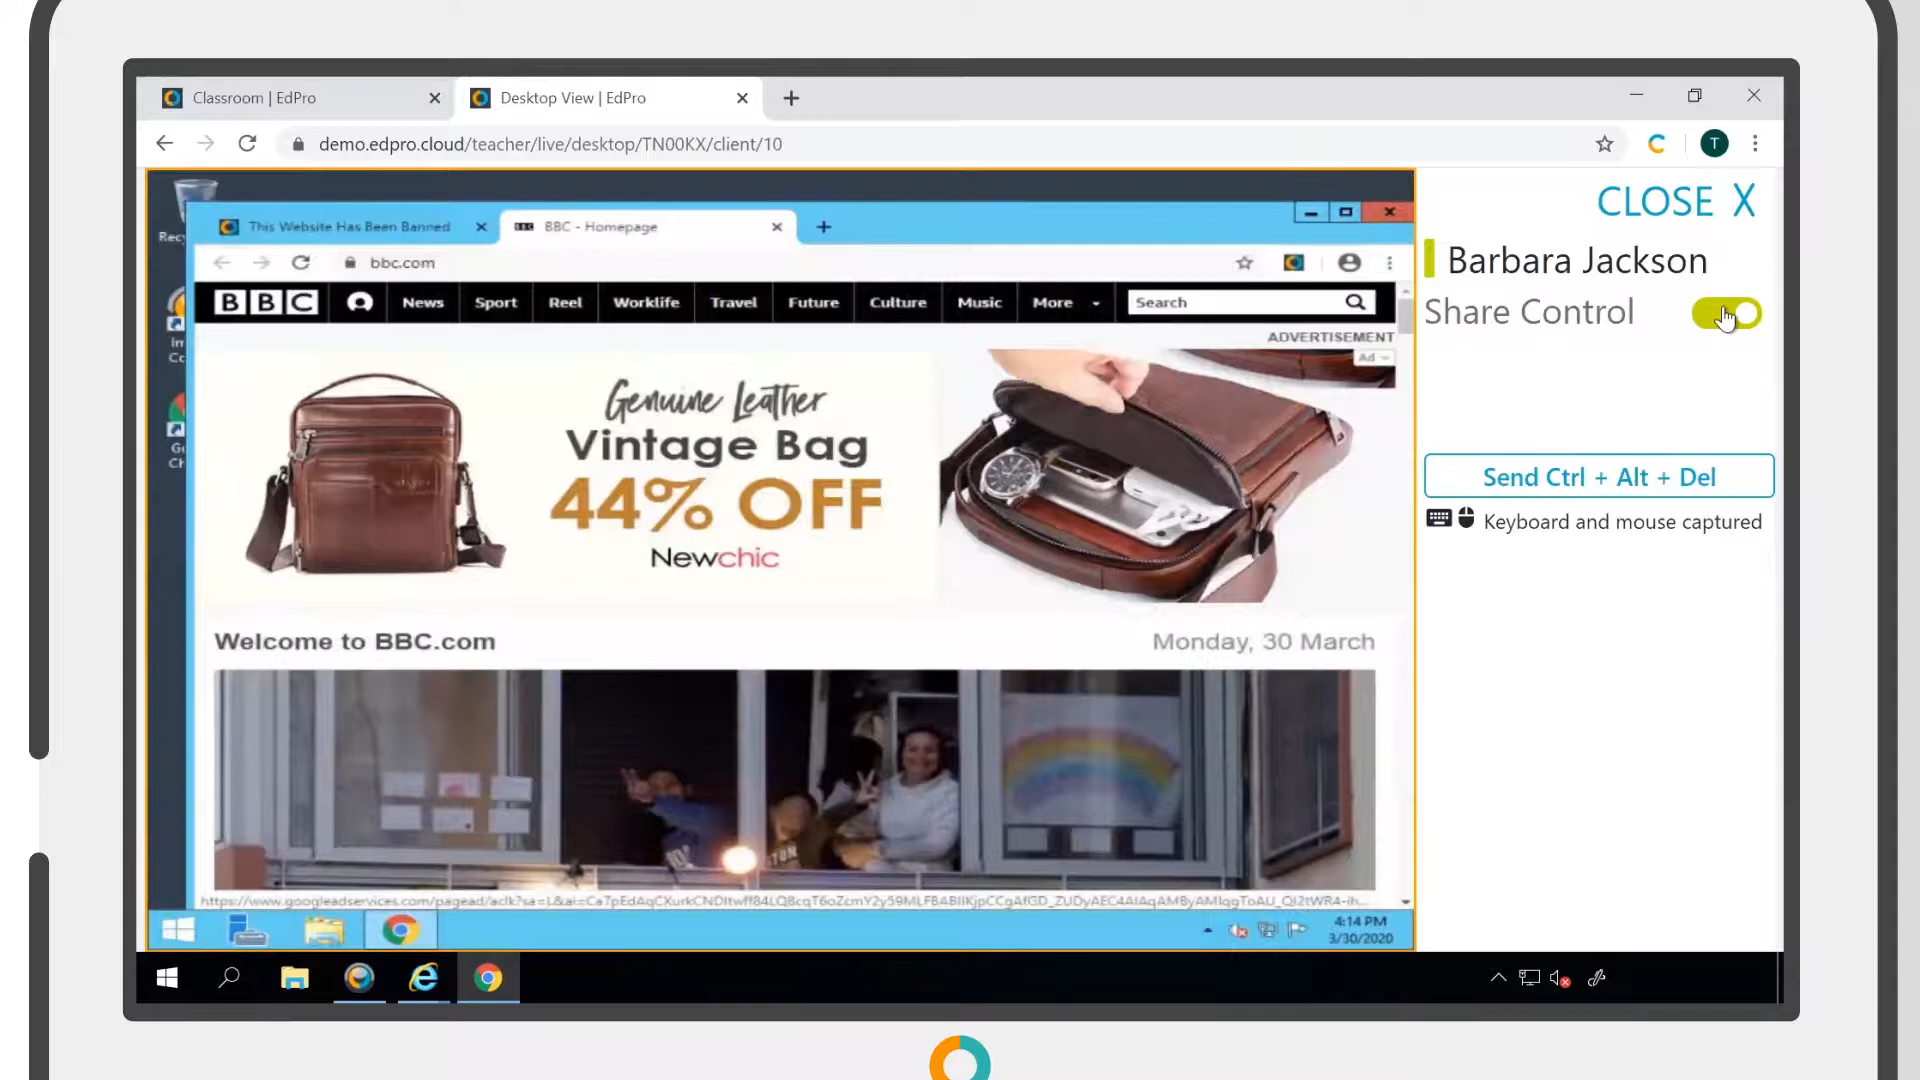 Classroom | EdPro
Desktop View | EdPro
demo.edpro.cloud/teacher/live/desktop/TN00KX/client/10
CLOSE X
This Website Has Been Banned
BBC - Homepage
bbc.com
Barbara Jackson
Share Control
BBC News Sport Reel Worklife Travel Future Culture Music More Search
ADVERTISEMENT
Ad
Genuine Leather
Vintage Bag
44% OFF
Newchic
Send Ctrl + Alt + Del
Keyboard and mouse captured
Welcome to BBC.com
Monday, 30 March
4:14 PM
3/30/2020
T